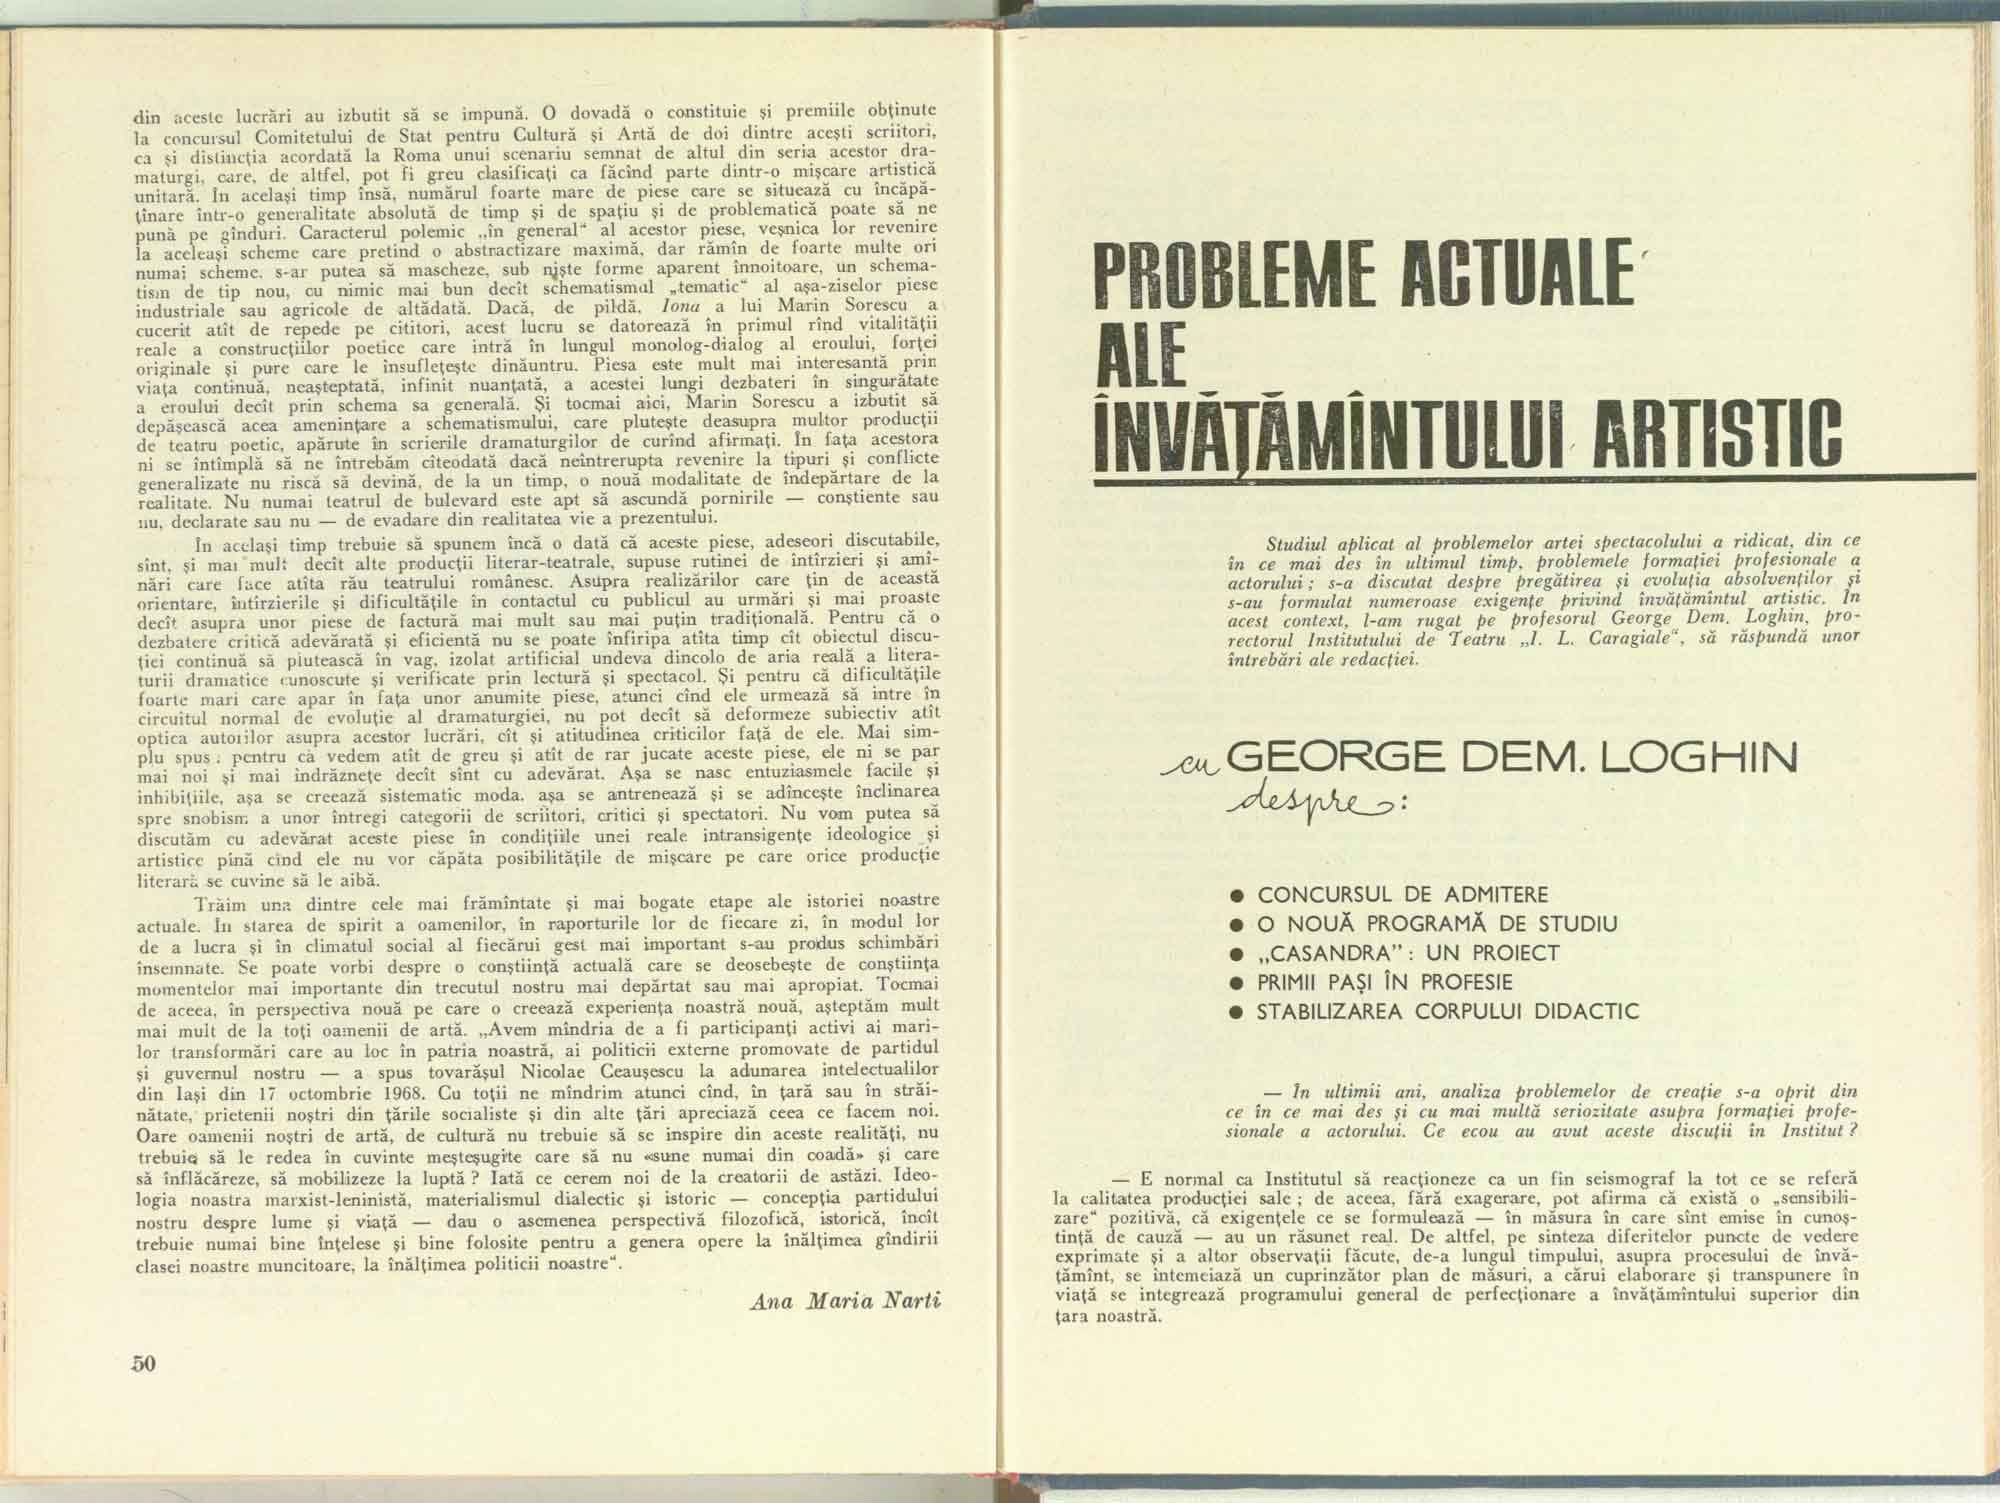 din aceste lucrări au izbutit să se impună. O dovadă o constituie și premiile obținute
la concursul Comitetului de Stat pentru Cultură și Artă de doi dintre acești scriitori,
ca și distincția acordată la Roma unui scenariu semnat de altul din seria acestor dra-
maturgi, care, de altfel, pot fi greu clasificați ca făcînd parte dintr-o mișcare artistică
unitară. În același timp însă, numărul foarte mare de piese care se situează cu încăpă-
țînare într-o generalitate absolută de timp și de spațiu și de problematică poate să ne
pună pe gînduri. Caracterul polemic „în general“ al acestor piese, veșnica lor revenire
la aceleași scheme care pretind o abstractizare maximă, dar rămîn de foarte multe ori
numai scheme, s-ar putea să mascheze, sub niște forme aparent înnoitoare, un schema-
tism de tip nou, cu nimic mai bun decît schematismul „tematic“ al așa-ziselor piese
industriale sau agricole de altădată. Dacă, de pildă, Iona a lui Marin Sorescu a
cucerit atît de repede pe cititori, acest lucru se datorează în primul rînd vitalității
reale a construcțiilor poetice care intră în lungul monolog-dialog al eroului, forței
originale și pure care le însuflețește dinăuntru. Piesa este mult mai interesantă prin
viața continuă, neașteptată, infinit nuanțată, a acestei lungi dezbateri în singurătate
a eroului decît prin schema sa generală. Și tocmai aici, Marin Sorescu a izbutit să
depășească acea amenințare a schematismului, care plutește deasupra multor producții
de teatru poetic, apărute în scrierile dramaturgilor de curînd afirmați. În fața acestora
ni se întîmplă să ne întrebăm cîteodată dacă neîntrerupta revenire la tipuri și conflicte
generalizate nu riscă să devină, de la un timp, o nouă modalitate de îndepărtare de la
realitate. Nu numai teatrul de bulevard este apt să ascundă pornirile — conștiente sau
nu, declarate sau nu — de evadare din realitatea vie a prezentului.
În același timp trebuie să spunem încă o dată că aceste piese, adeseori discutabile,
sînt, și mai mult decît alte producții literar-teatrale, supuse rutinei de întîrzieri și amî-
nări care face atîta rău teatrului românesc. Asupra realizărilor care țin de această
orientare, întîrzierile și dificultățile în contactul cu publicul au urmări și mai proaste
decît asupra unor piese de factură mai mult sau mai puțin tradițională. Pentru că o
dezbatere critică adevărată și eficientă nu se poate înfiripa atîta timp cît obiectul discu-
ției continuă să plutească în vag, izolat artificial undeva dincolo de aria reală a litera-
turii dramatice cunoscute și verificate prin lectură și spectacol. Și pentru că dificultățile
foarte mari care apar în fața unor anumite piese, atunci cînd ele urmează să intre în
circuitul normal de evoluție al dramaturgiei, nu pot decît să deformeze subiectiv atît
optica autorilor asupra acestor lucrări, cît și atitudinea criticilor față de ele. Mai sim-
plu spus : pentru că vedem atît de greu și atît de rar jucate aceste piese, ele ni se par
mai noi și mai îndrăznețe decît sînt cu adevărat. Așa se nasc entuziasmele facile și
inhibițiile, așa se creează sistematic moda, așa se antrenează și se adîncește înclinarea
spre snobism a unor întregi categorii de scriitori, critici și spectatori. Nu vom putea să
discutăm cu adevărat aceste piese în condițiile unei reale intransigențe ideologice și
artistice pînă cînd ele nu vor căpăta posibilitățile de mișcare pe care orice producție
literară se cuvine să le aibă.
Trăim una dintre cele mai frămîntate și mai bogate etape ale istoriei noastre
actuale. În starea de spirit a oamenilor, în raporturile lor de fiecare zi, în modul lor
de a lucra și în climatul social al fiecărui gest mai important s-au produs schimbări
însemnate. Se poate vorbi despre o conștiință actuală care se deosebește de conștiința
momentelor mai importante din trecutul nostru mai depărtat sau mai apropiat. Tocmai
de aceea, în perspectiva nouă pe care o creează experiența noastră nouă, așteptăm mult
mai mult de la toți oamenii de artă. „Avem mîndria de a fi participanți activi ai mari-
lor transformări care au loc în patria noastră, ai politicii externe promovate de partidul
și guvernul nostru — a spus tovarășul Nicolae Ceaușescu la adunarea intelectualilor
din Iași din 17 octombrie 1968. Cu toții ne mîndrim atunci cînd, în țară sau în străi-
nătate, prietenii noștri din țările socialiste și din alte țări apreciază ceea ce facem noi.
Oare oamenii noștri de artă, de cultură nu trebuie să se inspire din aceste realități, nu
trebuie să le redea în cuvinte meșteșugite care să nu «sune numai din coadă» și care
să înflăcăreze, să mobilizeze la luptă ? Iată ce cerem noi de la creatorii de astăzi. Ideo-
logia noastra marxist-leninistă, materialismul dialectic și istoric — concepția partidului
nostru despre lume și viață — dau o asemenea perspectivă filozofică, istorică, încît
trebuie numai bine înțelese și bine folosite pentru a genera opere la înălțimea gîndirii
clasei noastre muncitoare, la înălțimea politicii noastre“.
Ana Maria Narti
50
PROBLEME ACTUALE
ALE
ÎNVĂȚĂMÎNTULUI ARTISTIC
Studiul aplicat al problemelor artei spectacolului a ridicat, din ce
în ce mai des în ultimul timp, problemele formației profesionale a
actorului ; s-a discutat despre pregătirea și evoluția absolvenților și
s-au formulat numeroase exigențe privind învățămîntul artistic. În
acest context, l-am rugat pe profesorul George Dem. Loghin, pro-
rectorul Institutului de Teatru „I. L. Caragiale“, să răspundă unor
întrebări ale redacției.
cu GEORGE DEM. LOGHIN
despre :
● CONCURSUL DE ADMITERE
● O NOUĂ PROGRAMĂ DE STUDIU
● „CASANDRA” : UN PROIECT
● PRIMII PAȘI ÎN PROFESIE
● STABILIZAREA CORPULUI DIDACTIC
— În ultimii ani, analiza problemelor de creație s-a oprit din
ce în ce mai des și cu mai multă seriozitate asupra formației profe-
sionale a actorului. Ce ecou au avut aceste discuții în Institut ?
— E normal ca Institutul să reacționeze ca un fin seismograf la tot ce se referă
la calitatea producției sale ; de aceea, fără exagerare, pot afirma că există o „sensibili-
zare“ pozitivă, că exigențele ce se formulează — în măsura în care sînt emise în cunoș-
tință de cauză — au un răsunet real. De altfel, pe sinteza diferitelor puncte de vedere
exprimate și a altor observații făcute, de-a lungul timpului, asupra procesului de învă-
țămînt, se întemeiază un cuprinzător plan de măsuri, a cărui elaborare și transpunere în
viață se integrează programului general de perfecționare a învățămîntului superior din
țara noastră.